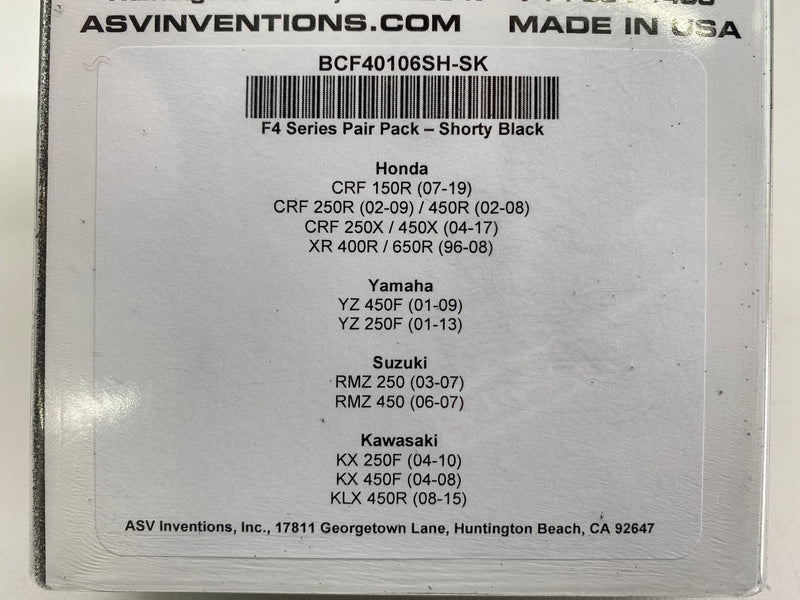 ASVINVENTIONS.COM MADE IN USA
BCF40106SH-SK
F4 Series Pair Pack – Shorty Black
Honda
CRF 150R (07-19)
CRF 250R (02-09) / 450R (02-08)
CRF 250X / 450X (04-17)
XR 400R / 650R (96-08)
Yamaha
YZ 450F (01-09)
YZ 250F (01-13)
Suzuki
RMZ 250 (03-07)
RMZ 450 (06-07)
Kawasaki
KX 250F (04-10)
KX 450F (04-08)
KLX 450R (08-15)
ASV Inventions, Inc., 17811 Georgetown Lane, Huntington Beach, CA 92647